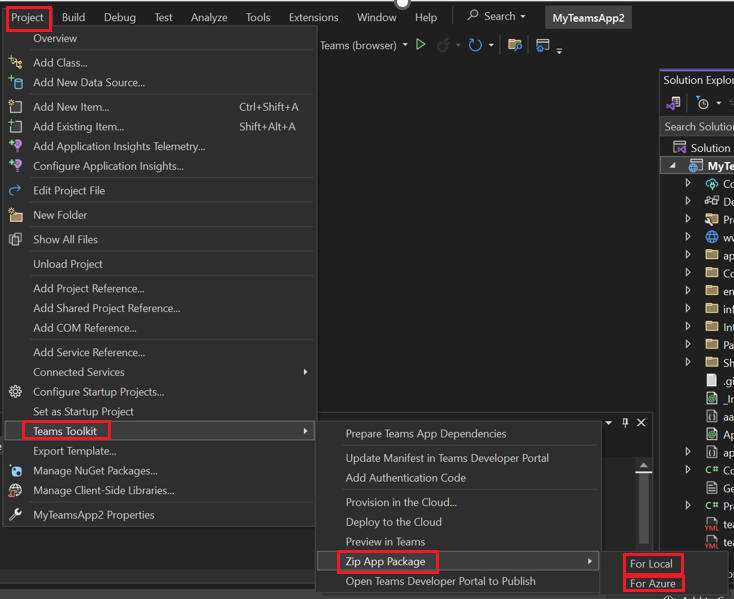 Project Build Debug Test Analyze Tools Extensions Window Help Search MyTeamsApp2
Teams (browser)
Overview
Add Class...
Add New Data Source...
Add New Item... Ctrl+Shift+A
Add Existing Item... Shift+Alt+A
Add Application Insights Telemetry...
Configure Application Insights...
Edit Project File
New Folder
Show All Files
Unload Project
Add Project Reference...
Add Shared Project Reference...
Add COM Reference...
Add Service Reference...
Connected Services
Configure Startup Projects...
Set as Startup Project
Teams Toolkit
Export Template...
Manage NuGet Packages...
Manage Client-Side Libraries...
MyTeamsApp2 Properties
Prepare Teams App Dependencies
Update Manifest in Teams Developer Portal
Add Authentication Code
Provision in the Cloud...
Deploy to the Cloud
Preview in Teams
Zip App Package
Open Teams Developer Portal to Publish
For Local
For Azure
Solution Explor
Search Solutio
Solution
MyTe
Co
De
Pr
ww
ap
Co
en
inf
Int
Pa
Sh
.gi
_Ir
aa
Ap
ap
C# Co
Ge
C# Pr
YML tea
YML tea